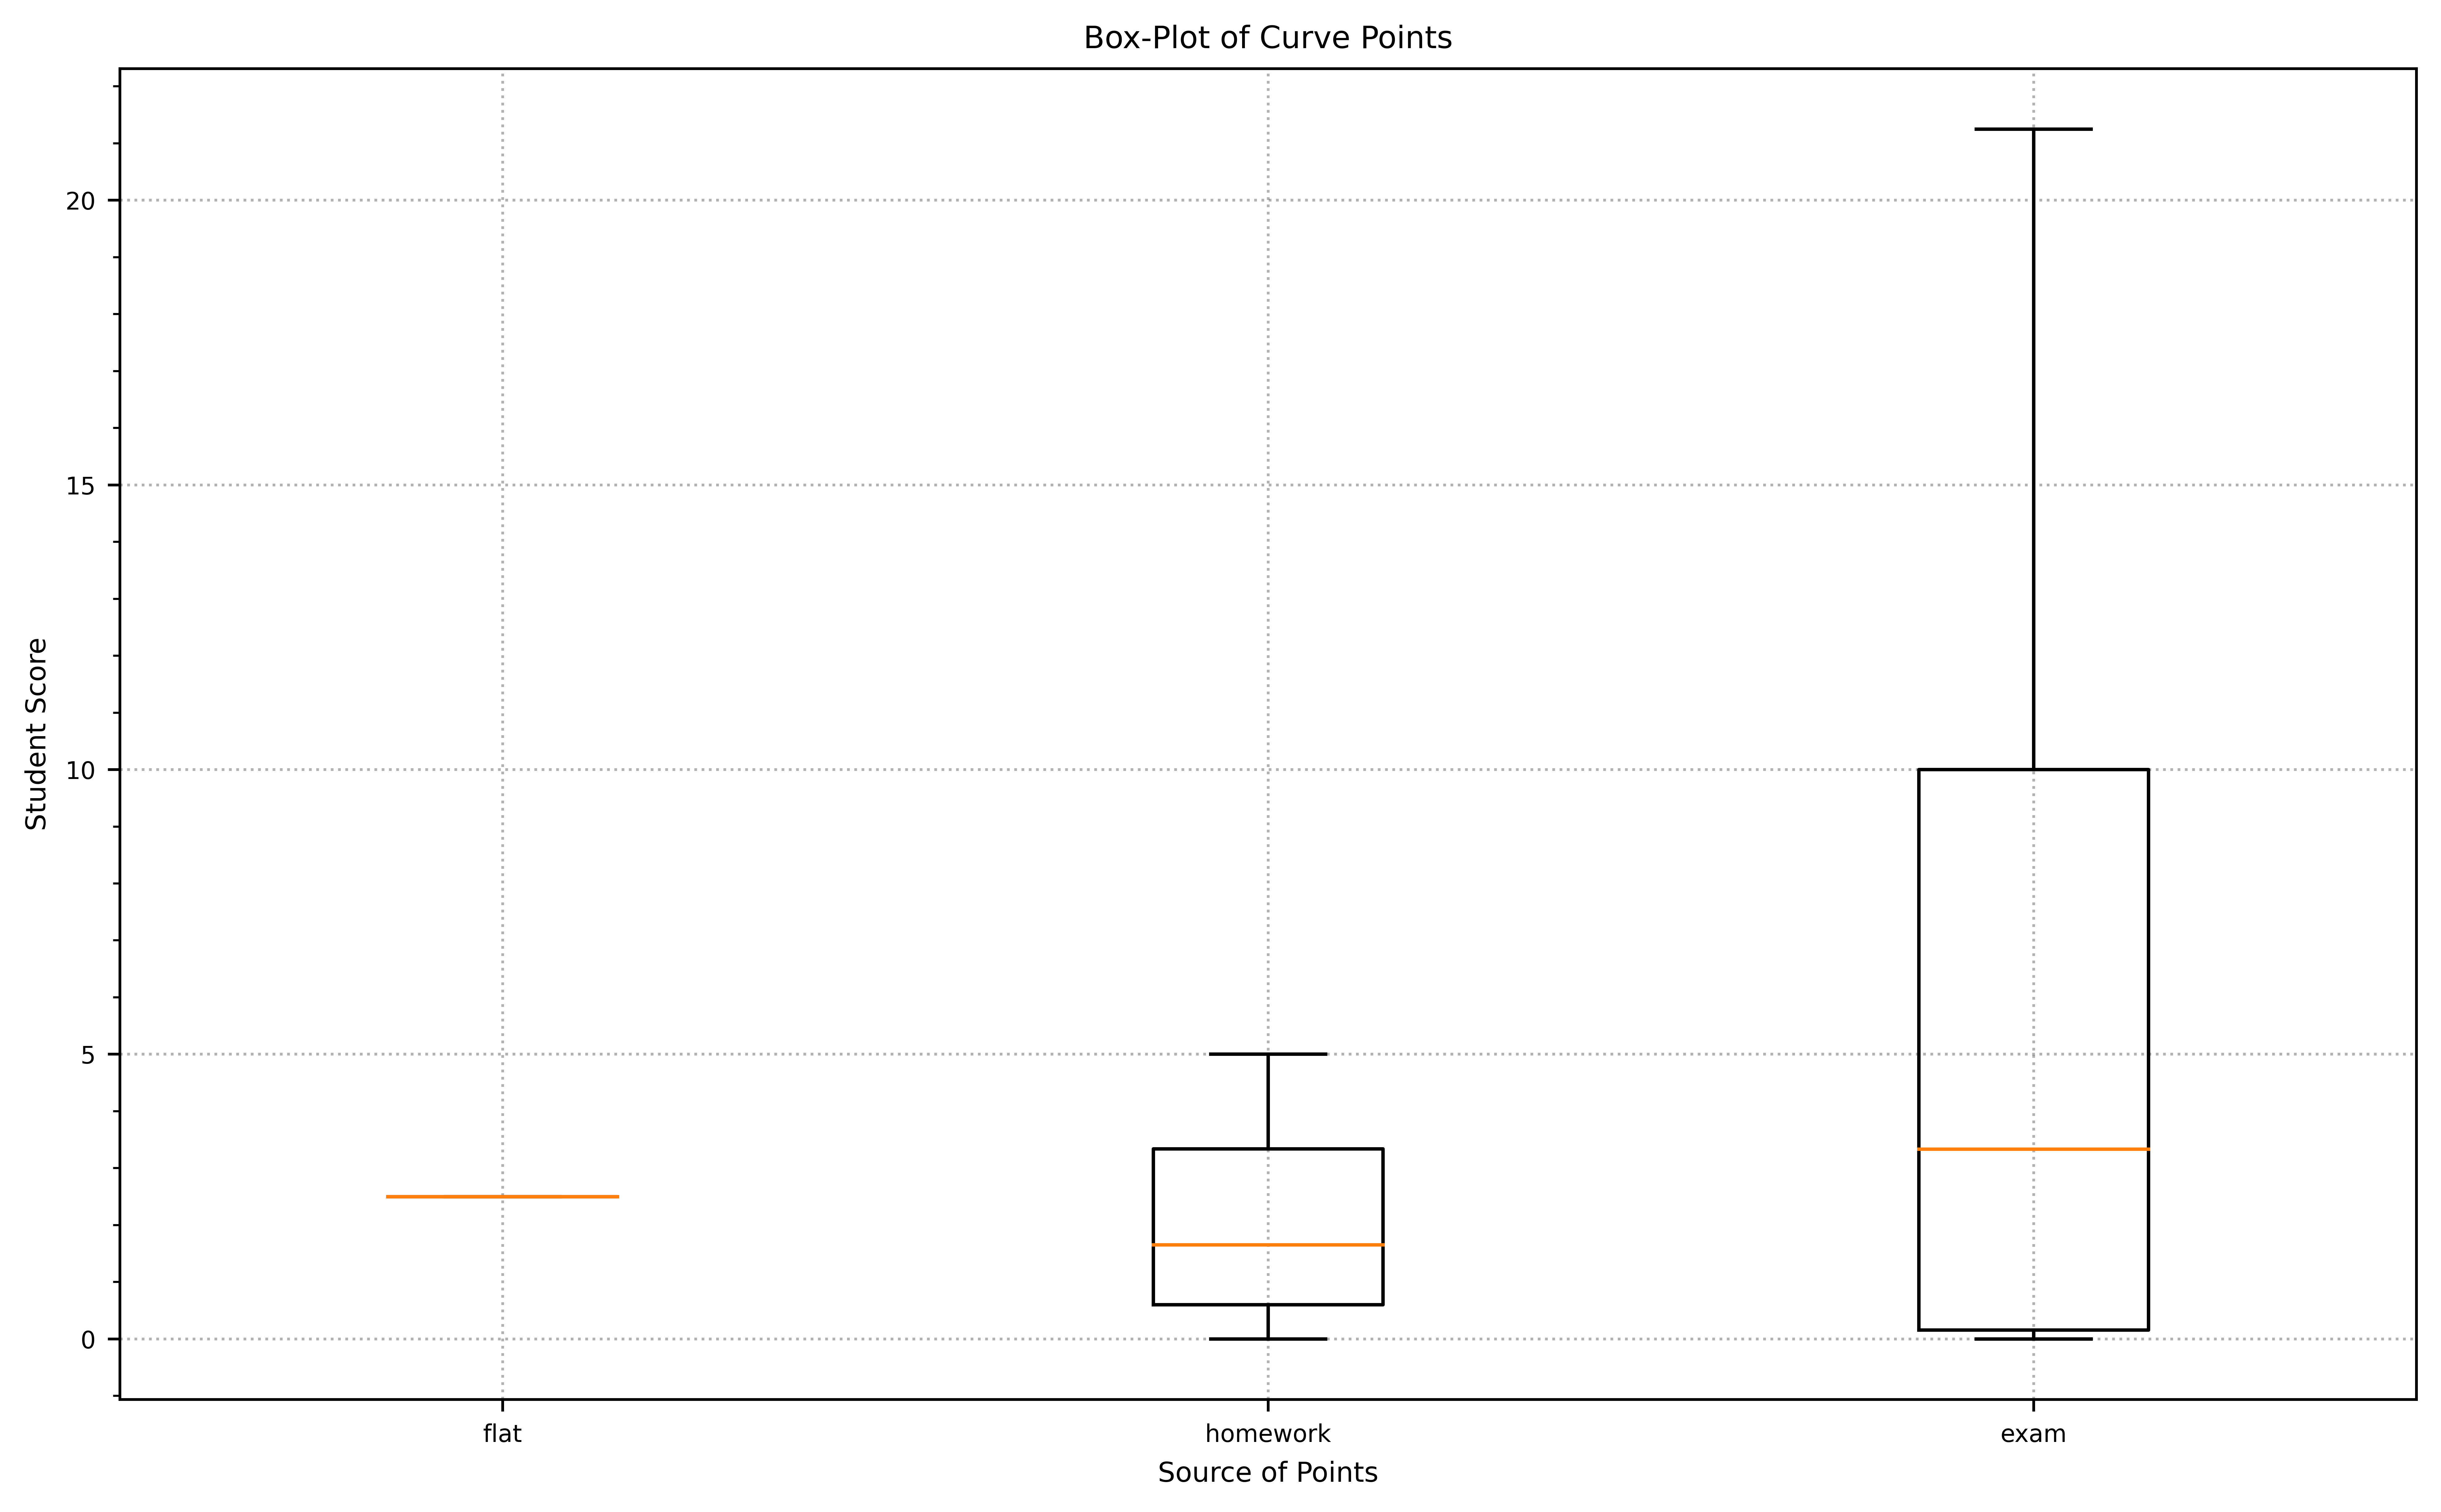 Box-Plot of Curve Points
Student Score
20
15
10
5
0
flat
homework
exam
Source of Points